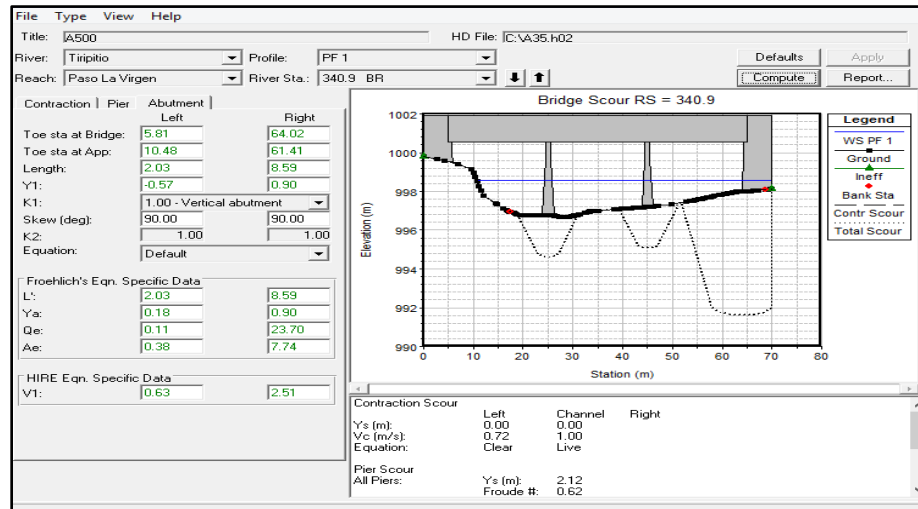 File Type View Help
Title: A500 HD File: C:\A35.h02
River: Tiripitio Profile: PF 1 Defaults Apply
Reach: Paso La Virgen River Sta.: 340.9 BR Compute Report...
Contraction Pier Abutment
Left Right
Toe sta at Bridge: 5.81 64.02
Toe sta at App: 10.48 61.41
Length: 2.03 8.59
Y1: -0.57 0.90
K1: 1.00 - Vertical abutment
Skew (deg): 90.00 90.00
K2: 1.00 1.00
Equation: Default
Froehlich's Eqn. Specific Data
L': 2.03 8.59
Ya: 0.18 0.90
Qe: 0.11 23.70
Ae: 0.38 7.74
HIRE Eqn. Specific Data
V1: 0.63 2.51
Bridge Scour RS = 340.9
1002
1000
998
996
994
992
990
Elevation (m)
0 10 20 30 40 50 60 70 80
Station (m)
Legend
WS PF 1
Ground
Ineff
Bank Sta
Contr Scour
Total Scour
Contraction Scour
Left Channel Right
Ys (m): 0.00 0.00
Vc (m/s): 0.72 1.00
Equation: Clear Live
Pier Scour
All Piers: Ys (m): 2.12
Froude #: 0.62